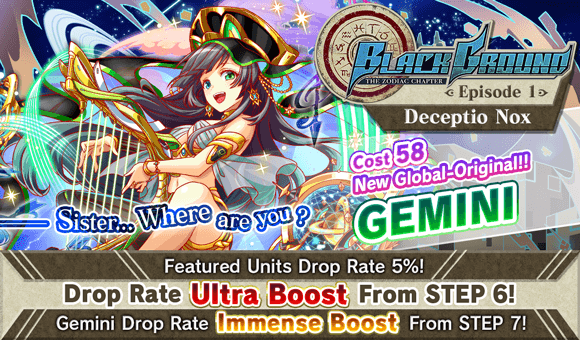 BLACK GROUND
THE ZODIAC CHAPTER
Episode 1
Deceptio Nox
Cost 58
New Global-Original!!
GEMINI
Sister... Where are you?
Featured Units Drop Rate 5%!
Drop Rate Ultra Boost From STEP 6!
Gemini Drop Rate Immense Boost From STEP 7!